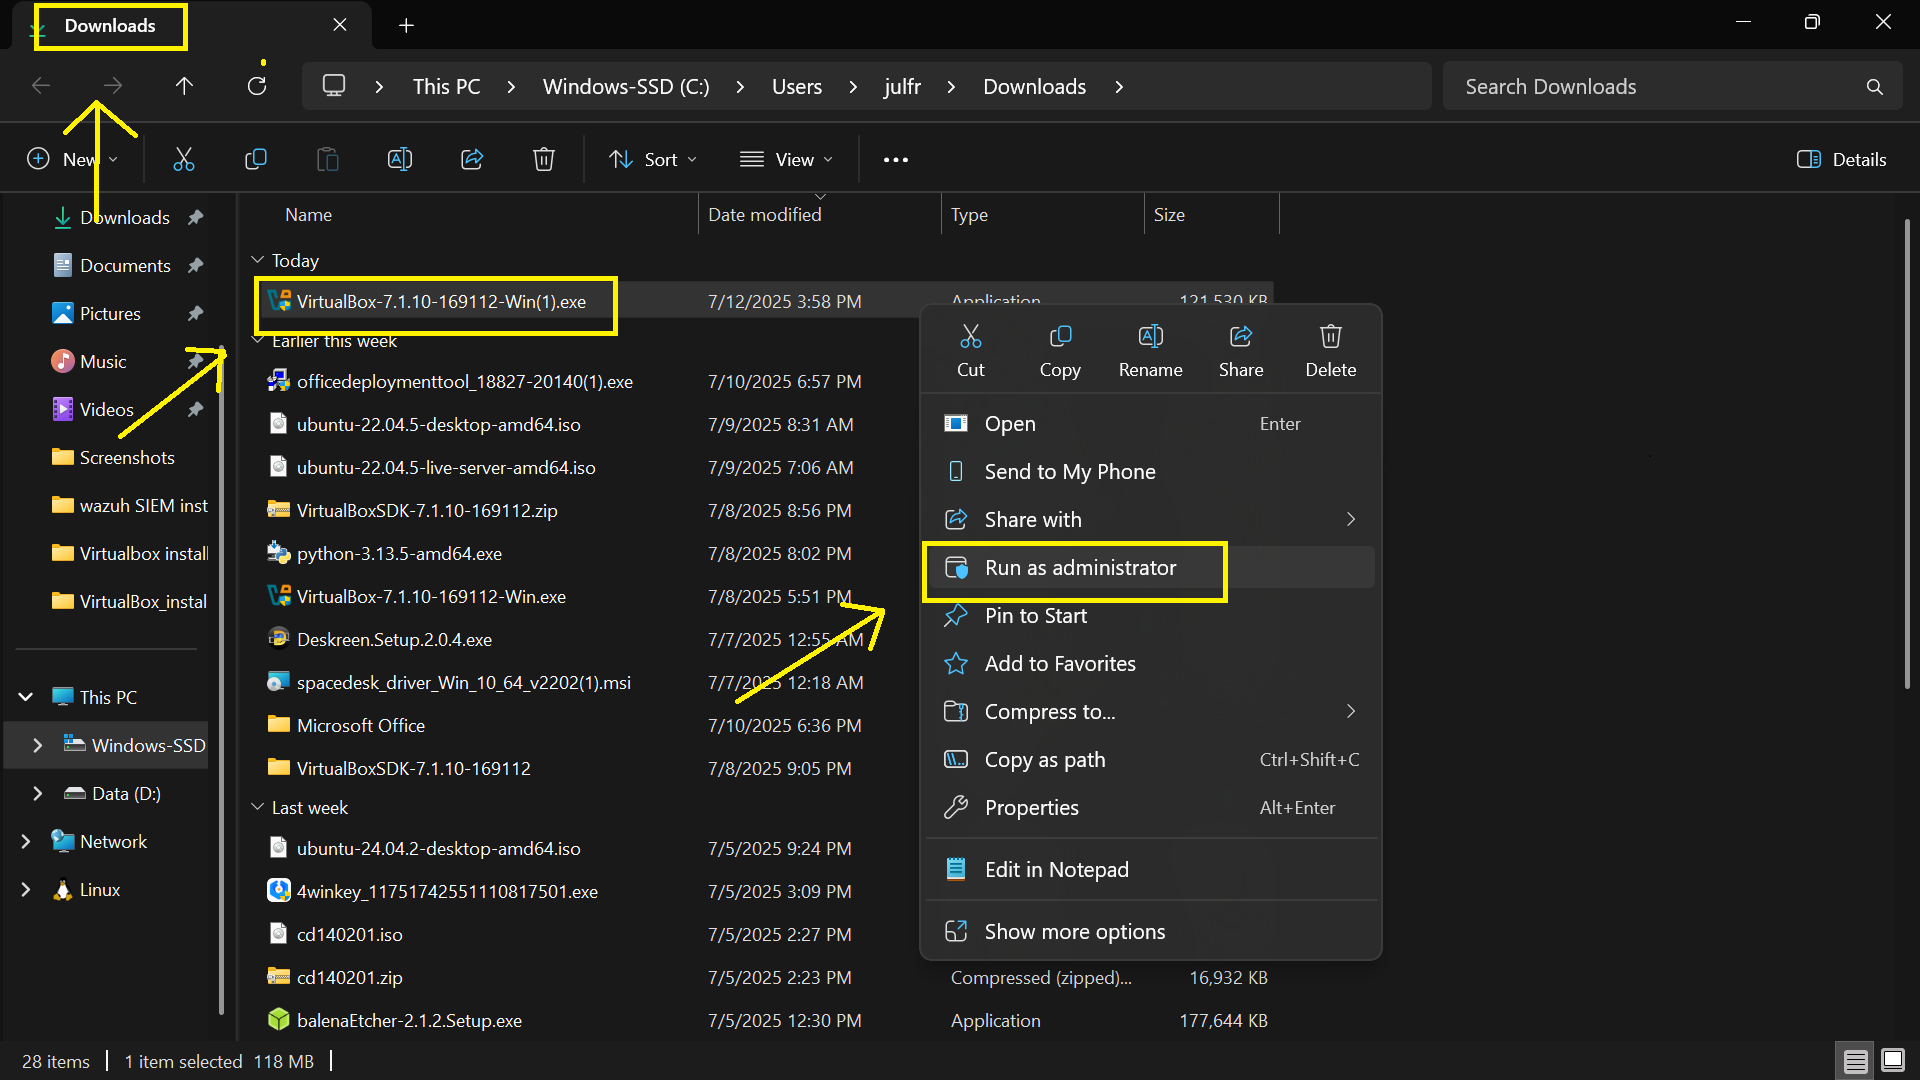 Downloads
This PC Windows-SSD (C:) Users julfr Downloads
Search Downloads
New Sort View Details
Downloads
Documents
Pictures
Music
Videos
Screenshots
wazuh SIEM inst
Virtualbox install
VirtualBox_instal
This PC
Windows-SSD
Data (D:)
Network
Linux
Name Date modified Type Size
Today
VirtualBox-7.1.10-169112-Win(1).exe 7/12/2025 3:58 PM Application 121,530 KB
Earlier this week
officedeploymenttool_18827-20140(1).exe 7/10/2025 6:57 PM
ubuntu-22.04.5-desktop-amd64.iso 7/9/2025 8:31 AM
ubuntu-22.04.5-live-server-amd64.iso 7/9/2025 7:06 AM
VirtualBoxSDK-7.1.10-169112.zip 7/8/2025 8:56 PM
python-3.13.5-amd64.exe 7/8/2025 8:02 PM
VirtualBox-7.1.10-169112-Win.exe 7/8/2025 5:51 PM
Deskreen.Setup.2.0.4.exe 7/7/2025 12:55 AM
spacedesk_driver_Win_10_64_v2202(1).msi 7/7/2025 12:18 AM
Microsoft Office 7/10/2025 6:36 PM
VirtualBoxSDK-7.1.10-169112 7/8/2025 9:05 PM
Last week
ubuntu-24.04.2-desktop-amd64.iso 7/5/2025 9:24 PM
4winkey_11751742551110817501.exe 7/5/2025 3:09 PM
cd140201.iso 7/5/2025 2:27 PM
cd140201.zip 7/5/2025 2:23 PM Compressed (zipped)... 16,932 KB
balenaEtcher-2.1.2.Setup.exe 7/5/2025 12:30 PM Application 177,644 KB
Cut Copy Rename Share Delete
Open Enter
Send to My Phone
Share with
Run as administrator
Pin to Start
Add to Favorites
Compress to...
Copy as path Ctrl+Shift+C
Properties Alt+Enter
Edit in Notepad
Show more options
28 items 1 item selected 118 MB